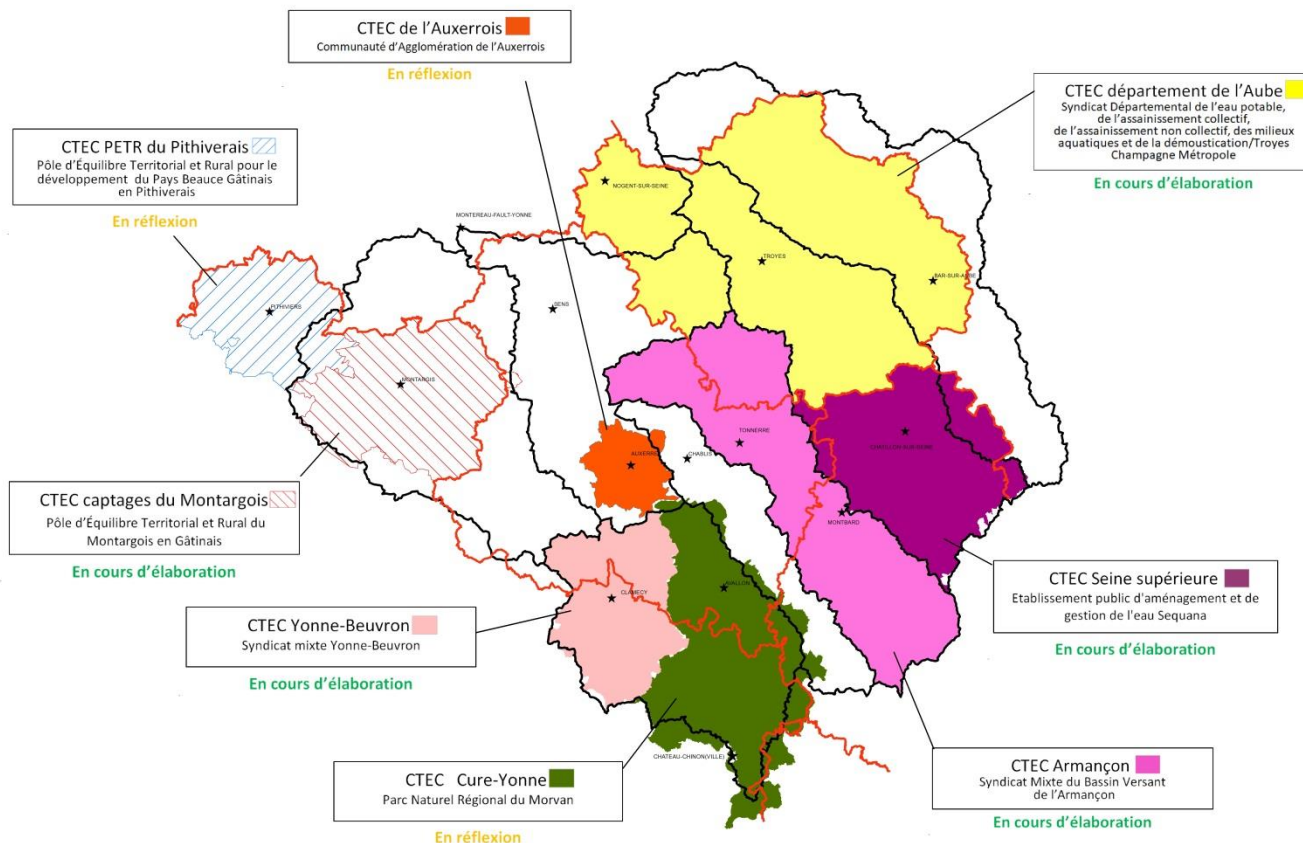 CTEC de l’Auxerrois
Communauté d’Agglomération de l’Auxerrois
En réflexion
CTEC département de l’Aube
Syndicat Départemental de l’eau potable,
de l’assainissement collectif,
de l’assainissement non collectif, des milieux
aquatiques et de la démoustication/Troyes
Champagne Métropole
En cours d’élaboration
CTEC PETR du Pithiverais
Pôle d’Équilibre Territorial et Rural pour le
développement du Pays Beauce Gâtinais
en Pithiverais
En réflexion
NOGENT-SUR-SEINE
MONTEREAU-FAULT-YONNE
TROYES
BAR-SUR-AUBE
SENS
PITHIVIERS
MONTARGIS
TONNERRE
CHATILLON-SUR-SEINE
CHABLIS
AUXERRE
CTEC captages du Montargois
Pôle d’Équilibre Territorial et Rural du
Montargois en Gâtinais
En cours d’élaboration
MONTBARD
CTEC Seine supérieure
Etablissement public d'aménagement et de
gestion de l'eau Sequana
En cours d’élaboration
AVALLON
CLAMECY
CTEC Yonne-Beuvron
Syndicat mixte Yonne-Beuvron
En cours d’élaboration
CHATEAU-CHINON(VILLE)
CTEC Cure-Yonne
Parc Naturel Régional du Morvan
En réflexion
CTEC Armançon
Syndicat Mixte du Bassin Versant
de l’Armançon
En cours d’élaboration